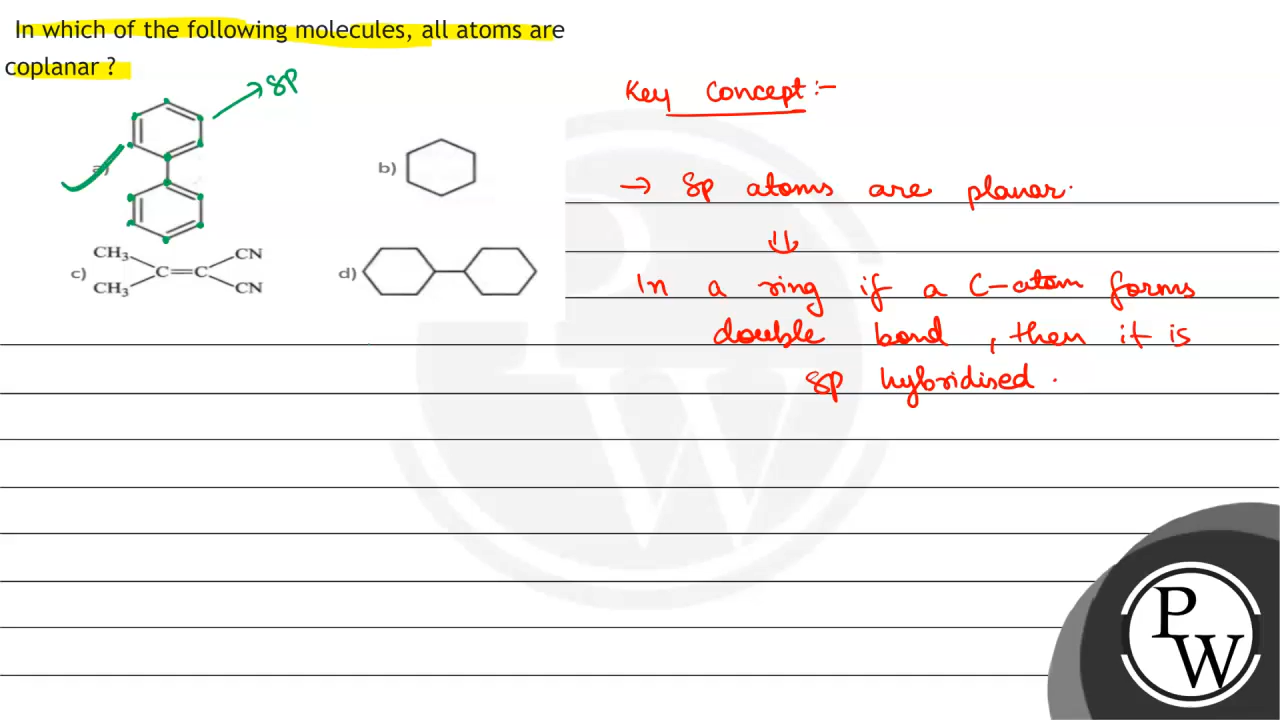 In which of the following molecules, all atoms are
coplanar ?
sp
a)
b)
CH₃
CN
c)
C=C
CH₃
CN
d)
Key Concept :-
→ sp atoms are planar.
⇓
In a ring if a C-atom forms
double bond, then it is
sp hybridised.
P
W